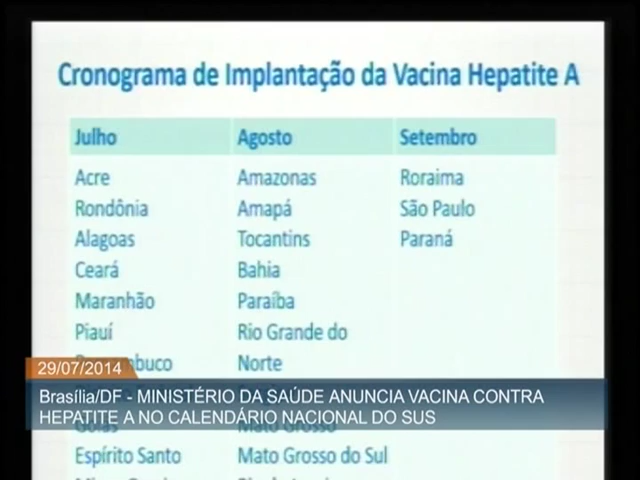 Cronograma de Implantação da Vacina Hepatite A
Julho Agosto Setembro
Acre Amazonas Roraima
Rondônia Amapá São Paulo
Alagoas Tocantins Paraná
Ceará Bahia
Maranhão Paraíba
Piauí Rio Grande do
Norte
29/07/2014
Brasília/DF - MINISTÉRIO DA SAÚDE ANUNCIA VACINA CONTRA
HEPATITE A NO CALENDÁRIO NACIONAL DO SUS
Goiás Mato Grosso
Espírito Santo Mato Grosso do Sul